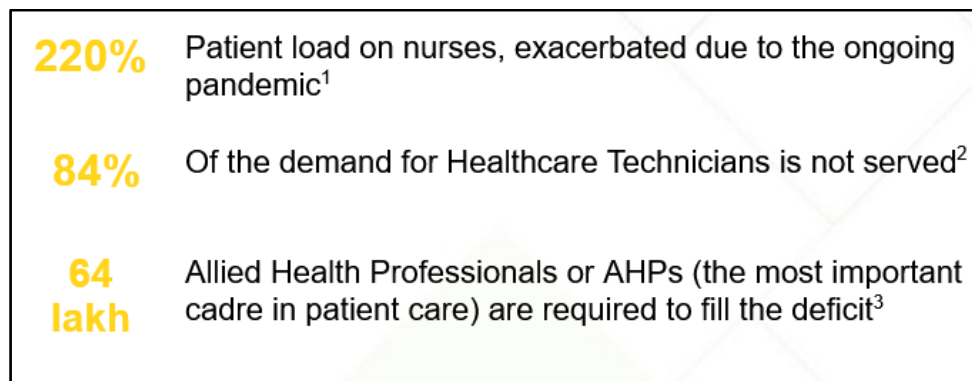 220% Patient load on nurses, exacerbated due to the ongoing
pandemic¹
84% Of the demand for Healthcare Technicians is not served²
64 Allied Health Professionals or AHPs (the most important
lakh cadre in patient care) are required to fill the deficit³